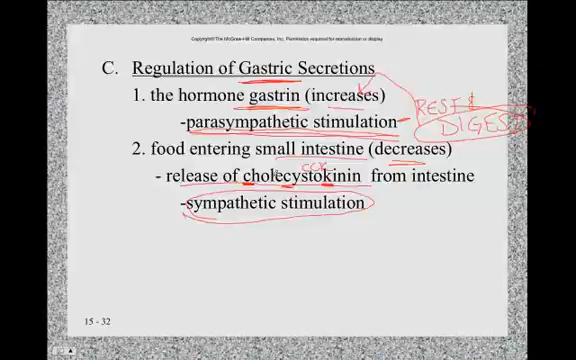 Copyright© The McGraw-Hill Companies, Inc. Permission required for reproduction or display
C. Regulation of Gastric Secretions
1. the hormone gastrin (increases)
REST &
-parasympathetic stimulation
DIGEST
2. food entering small intestine (decreases)
CCK
- release of cholecystokinin from intestine
-sympathetic stimulation
15 - 32